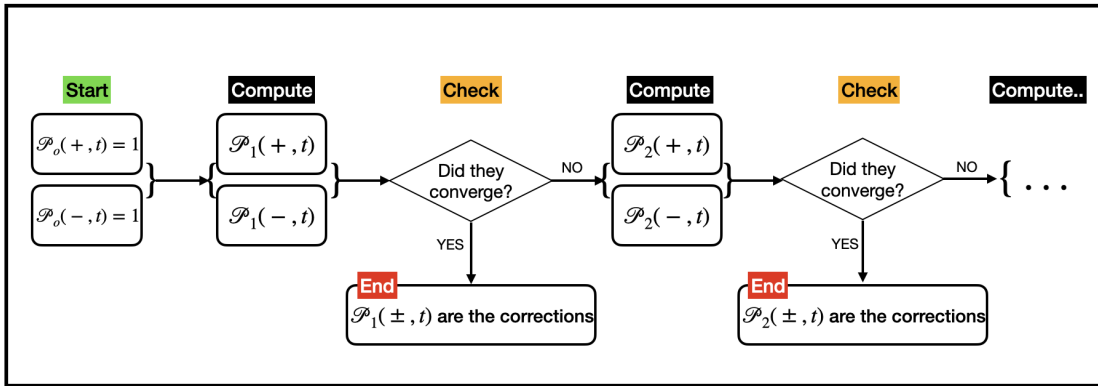 Start
Compute
Check
Compute
Check
Compute..
𝒫ₒ(+, t) = 1
𝒫ₒ(−, t) = 1
𝒫₁(+, t)
𝒫₁(−, t)
Did they
converge?
NO
YES
𝒫₂(+, t)
𝒫₂(−, t)
Did they
converge?
NO
YES
{ . . .
End
𝒫₁( ± , t) are the corrections
End
𝒫₂( ± , t) are the corrections